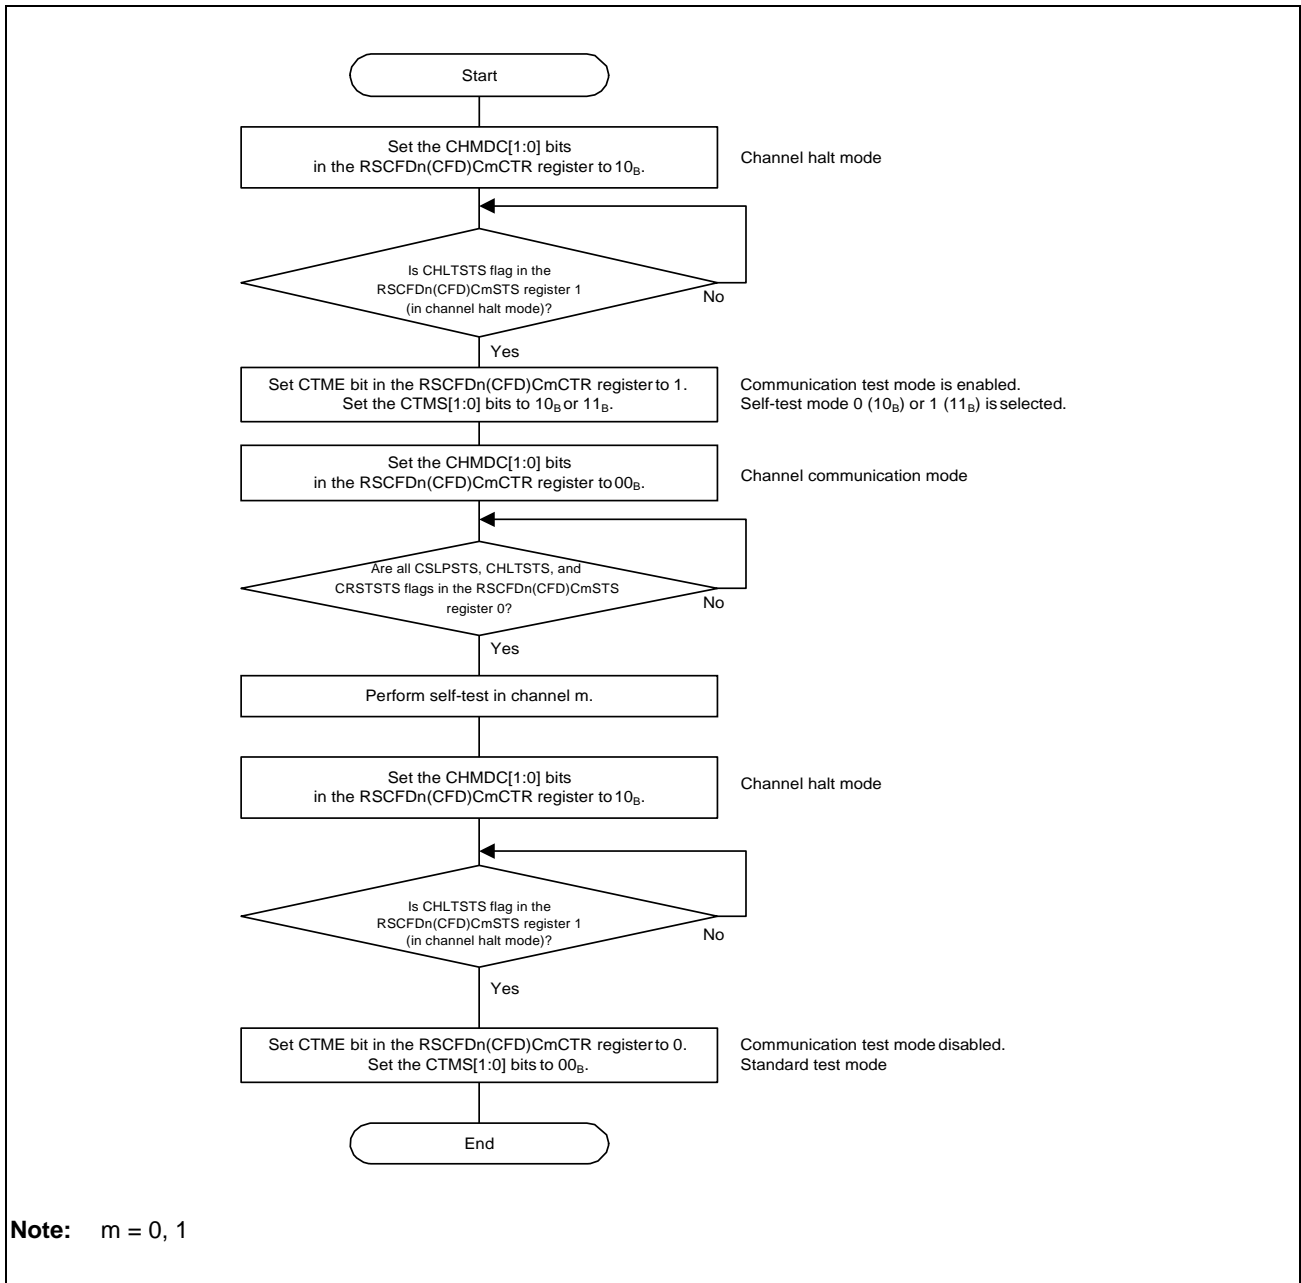 Start
Set the CHMDC[1:0] bits
in the RSCFDn(CFD)CmCTR register to 10B.
Channel halt mode
Is CHLTSTS flag in the
RSCFDn(CFD)CmSTS register 1
(in channel halt mode)?
No
Yes
Set CTME bit in the RSCFDn(CFD)CmCTR register to 1.
Set the CTMS[1:0] bits to 10B or 11B.
Communication test mode is enabled.
Self-test mode 0 (10B) or 1 (11B) is selected.
Set the CHMDC[1:0] bits
in the RSCFDn(CFD)CmCTR register to 00B.
Channel communication mode
Are all CSLPSTS, CHLTSTS, and
CRSTSTS flags in the RSCFDn(CFD)CmSTS
register 0?
No
Yes
Perform self-test in channel m.
Set the CHMDC[1:0] bits
in the RSCFDn(CFD)CmCTR register to 10B.
Channel halt mode
Is CHLTSTS flag in the
RSCFDn(CFD)CmSTS register 1
(in channel halt mode)?
No
Yes
Set CTME bit in the RSCFDn(CFD)CmCTR register to 0.
Set the CTMS[1:0] bits to 00B.
Communication test mode disabled.
Standard test mode
End
Note: m = 0, 1